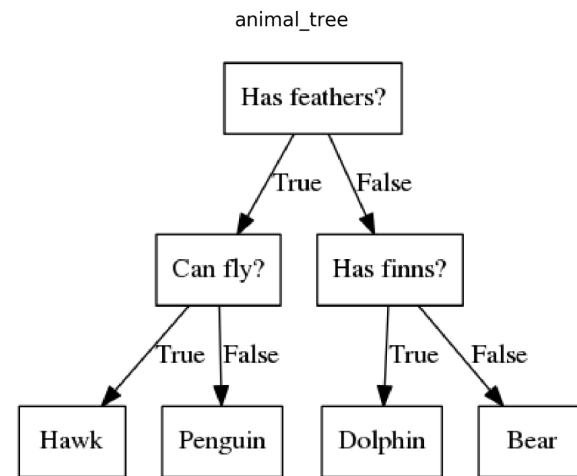 animal_tree
Has feathers?
True
False
Can fly?
Has finns?
True
False
True
False
Hawk
Penguin
Dolphin
Bear